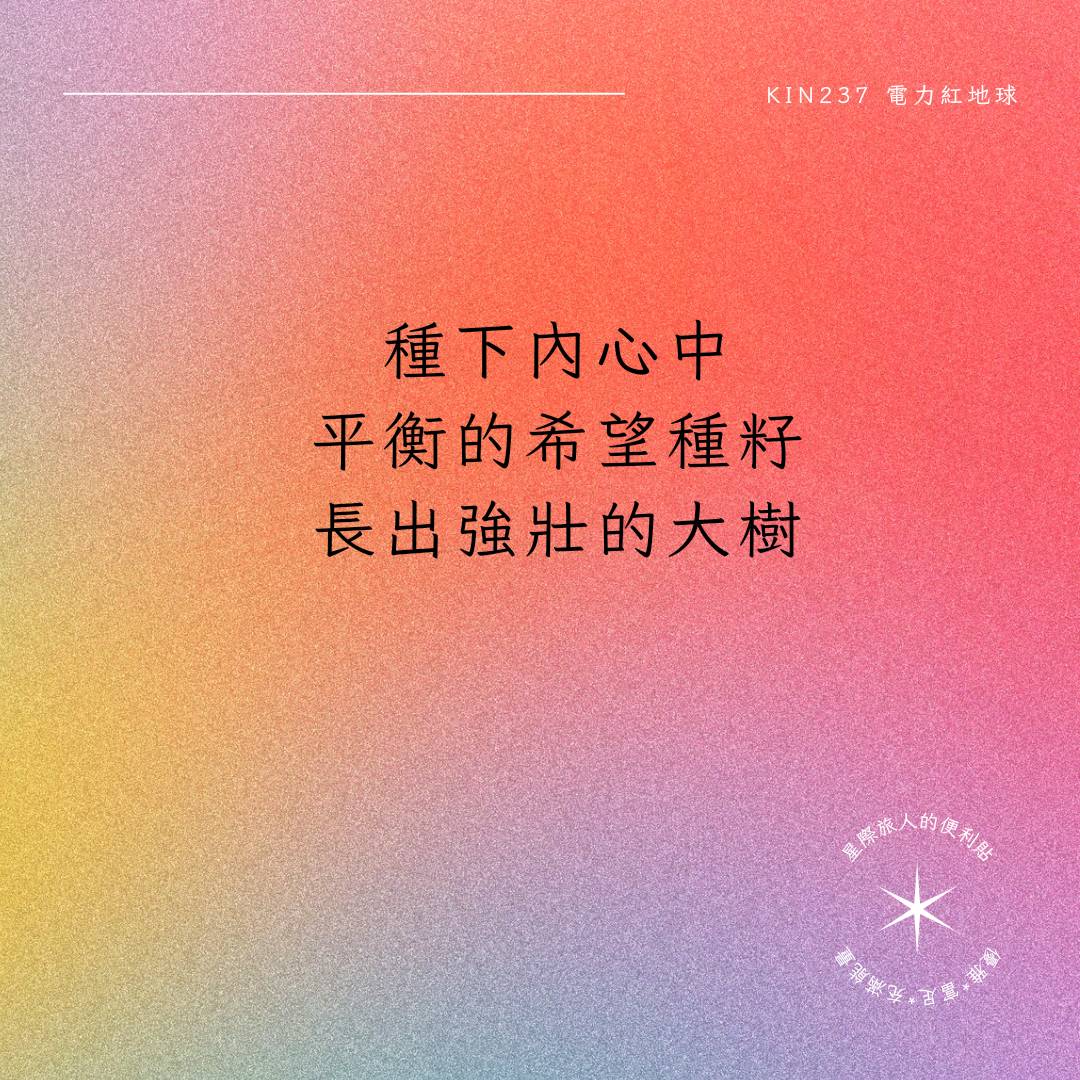 KIN237 電力紅地球
種下內心中
平衡的希望種籽
長出強壯的大樹
星際旅人的便利貼
優雅*富足*充滿能量